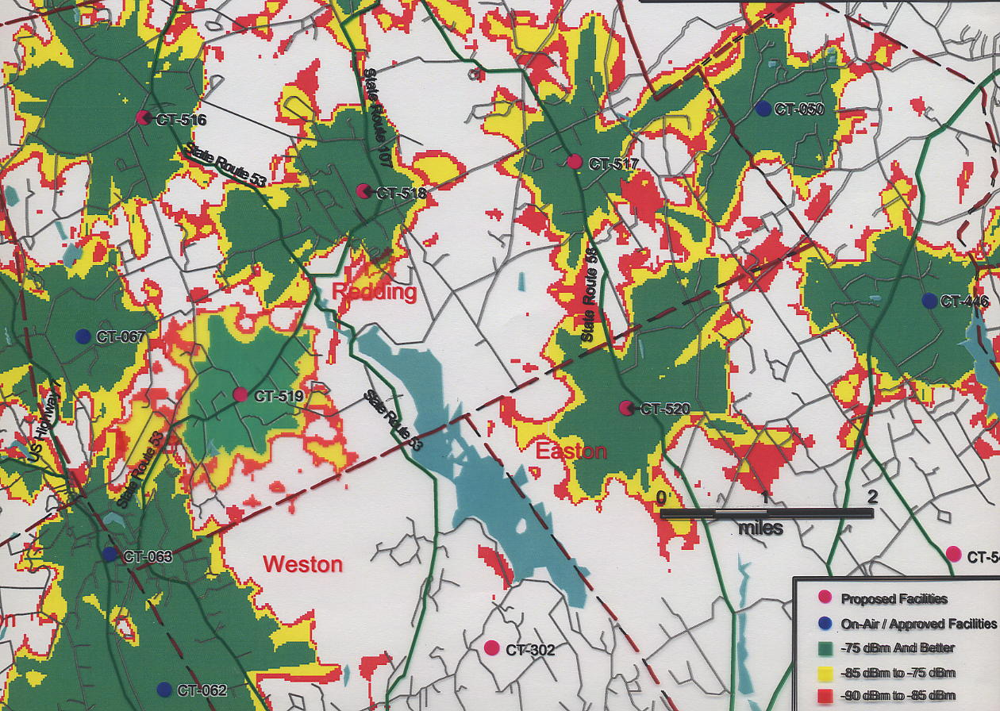 CT-516
State Route 53
State Route 107
CT-518
CT-517
CT-050
CT-446
State Route 58
Redding
CT-067
CT-519
US Highway 7
State Route 53
State Route 53
CT-520
Easton
0 1 2
miles
CT-063
Weston
CT-302
CT-062
Proposed Facilities
On-Air / Approved Facilities
-75 dBm And Better
-85 dBm to -75 dBm
-90 dBm to -85 dBm